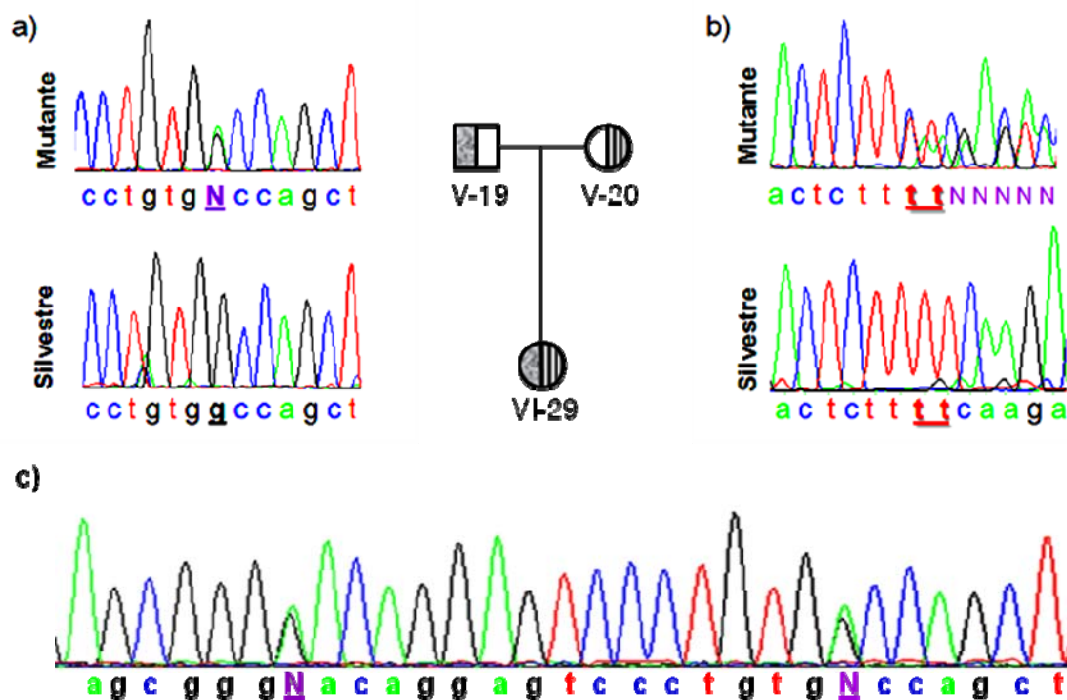 a)
Mutante
c c t g t g N c c a g c t
Silvestre
c c t g t g g c c a g c t
V-19
V-20
VI-29
b)
Mutante
a c t c t t t t N N N N N
Silvestre
a c t c t t t t c a a g a
c)
a g c g g g N a c a g g a g t c c c t g t g N c c a g c t